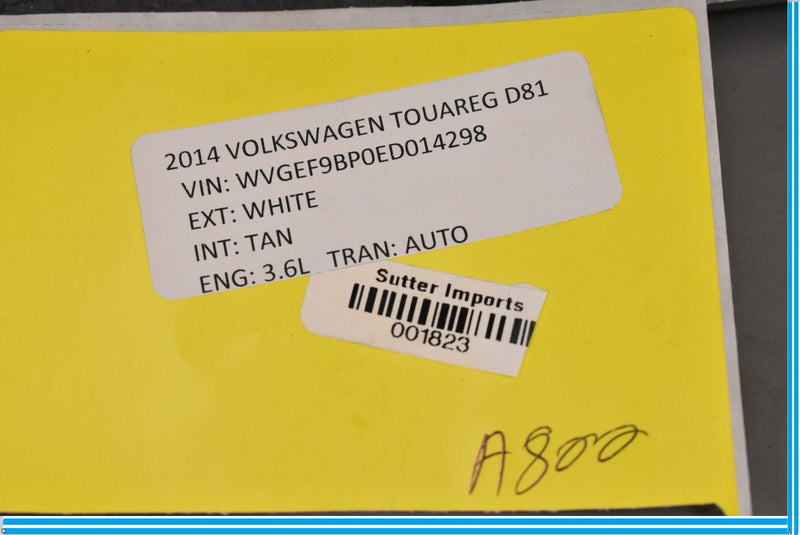 2014 VOLKSWAGEN TOUAREG D81
VIN: WVGEF9BP0ED014298
EXT: WHITE
INT: TAN
ENG: 3.6L TRAN: AUTO
Sutter Imports
001823
A800